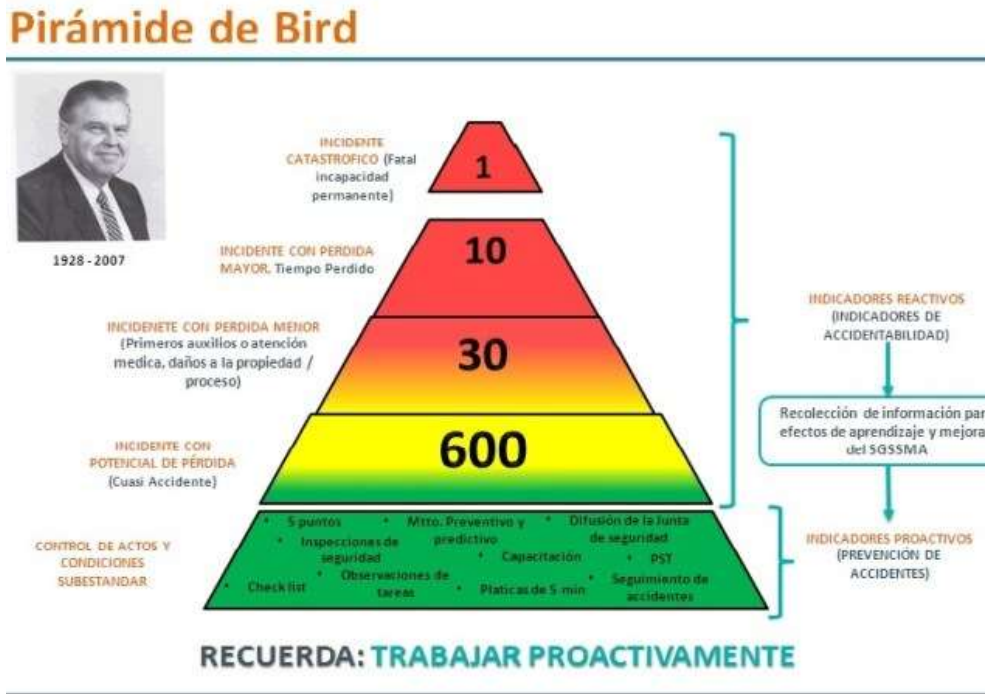 Pirámide de Bird
1928 - 2007
INCIDENTE
CATASTROFICO (Fatal
incapacidad
permanente)
1
INCIDENTE CON PERDIDA
MAYOR. Tiempo Perdido
10
INCIDENETE CON PERDIDA MENOR
(Primeros auxilios o atención
medica, daños a la propiedad /
proceso)
30
INCIDENTE CON
POTENCIAL DE PÉRDIDA
(Cuasi Accidente)
600
CONTROL DE ACTOS Y
CONDICIONES
SUBESTANDAR
• 5 puntos
• Mtto. Preventivo y
predictivo
• Difusión de la Junta
de seguridad
• Inspecciones de
seguridad
• Capacitación
• PST
• Check list
• Observaciones de
tareas
• Platicas de 5 min
• Seguimiento de
accidentes
INDICADORES REACTIVOS
(INDICADORES DE
ACCIDENTABILIDAD)
Recolección de información par
efectos de aprendizaje y mejora
del SGSSMA
INDICADORES PROACTIVOS
(PREVENCIÓN DE
ACCIDENTES)
RECUERDA: TRABAJAR PROACTIVAMENTE